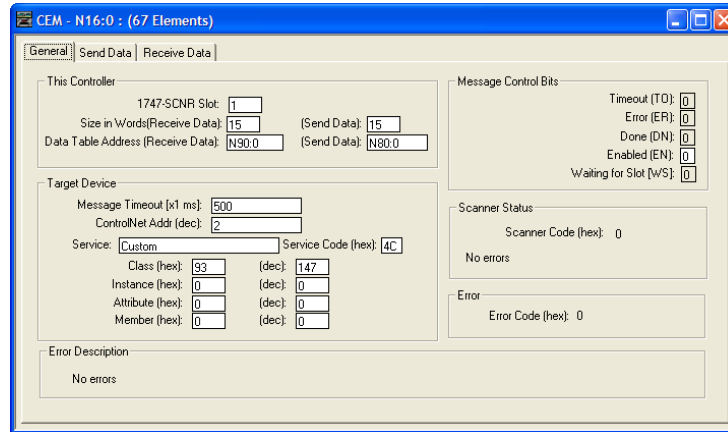 CEM - N16:0 : (67 Elements)
General Send Data Receive Data
This Controller
1747-SCNR Slot: 1
Size in Words(Receive Data): 15 (Send Data): 15
Data Table Address (Receive Data): N90:0 (Send Data): N80:0
Target Device
Message Timeout [x1 ms]: 500
ControlNet Addr (dec): 2
Service: Custom Service Code (hex): 4C
Class (hex): 93 (dec): 147
Instance (hex): 0 (dec): 0
Attribute (hex): 0 (dec): 0
Member (hex): 0 (dec): 0
Message Control Bits
Timeout (TO): 0
Error (ER): 0
Done (DN): 0
Enabled (EN): 0
Waiting for Slot [WS]: 0
Scanner Status
Scanner Code (hex): 0
No errors
Error
Error Code (hex): 0
Error Description
No errors